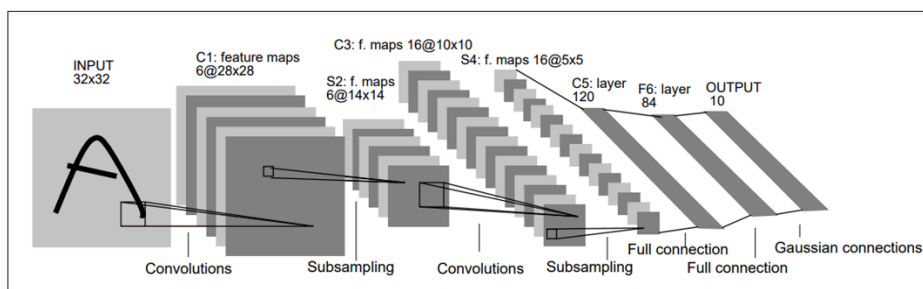 INPUT
32x32
C1: feature maps
6@28x28
S2: f. maps
6@14x14
C3: f. maps 16@10x10
S4: f. maps 16@5x5
C5: layer
120
F6: layer
84
OUTPUT
10
Convolutions
Subsampling
Convolutions
Subsampling
Full connection
Full connection
Gaussian connections